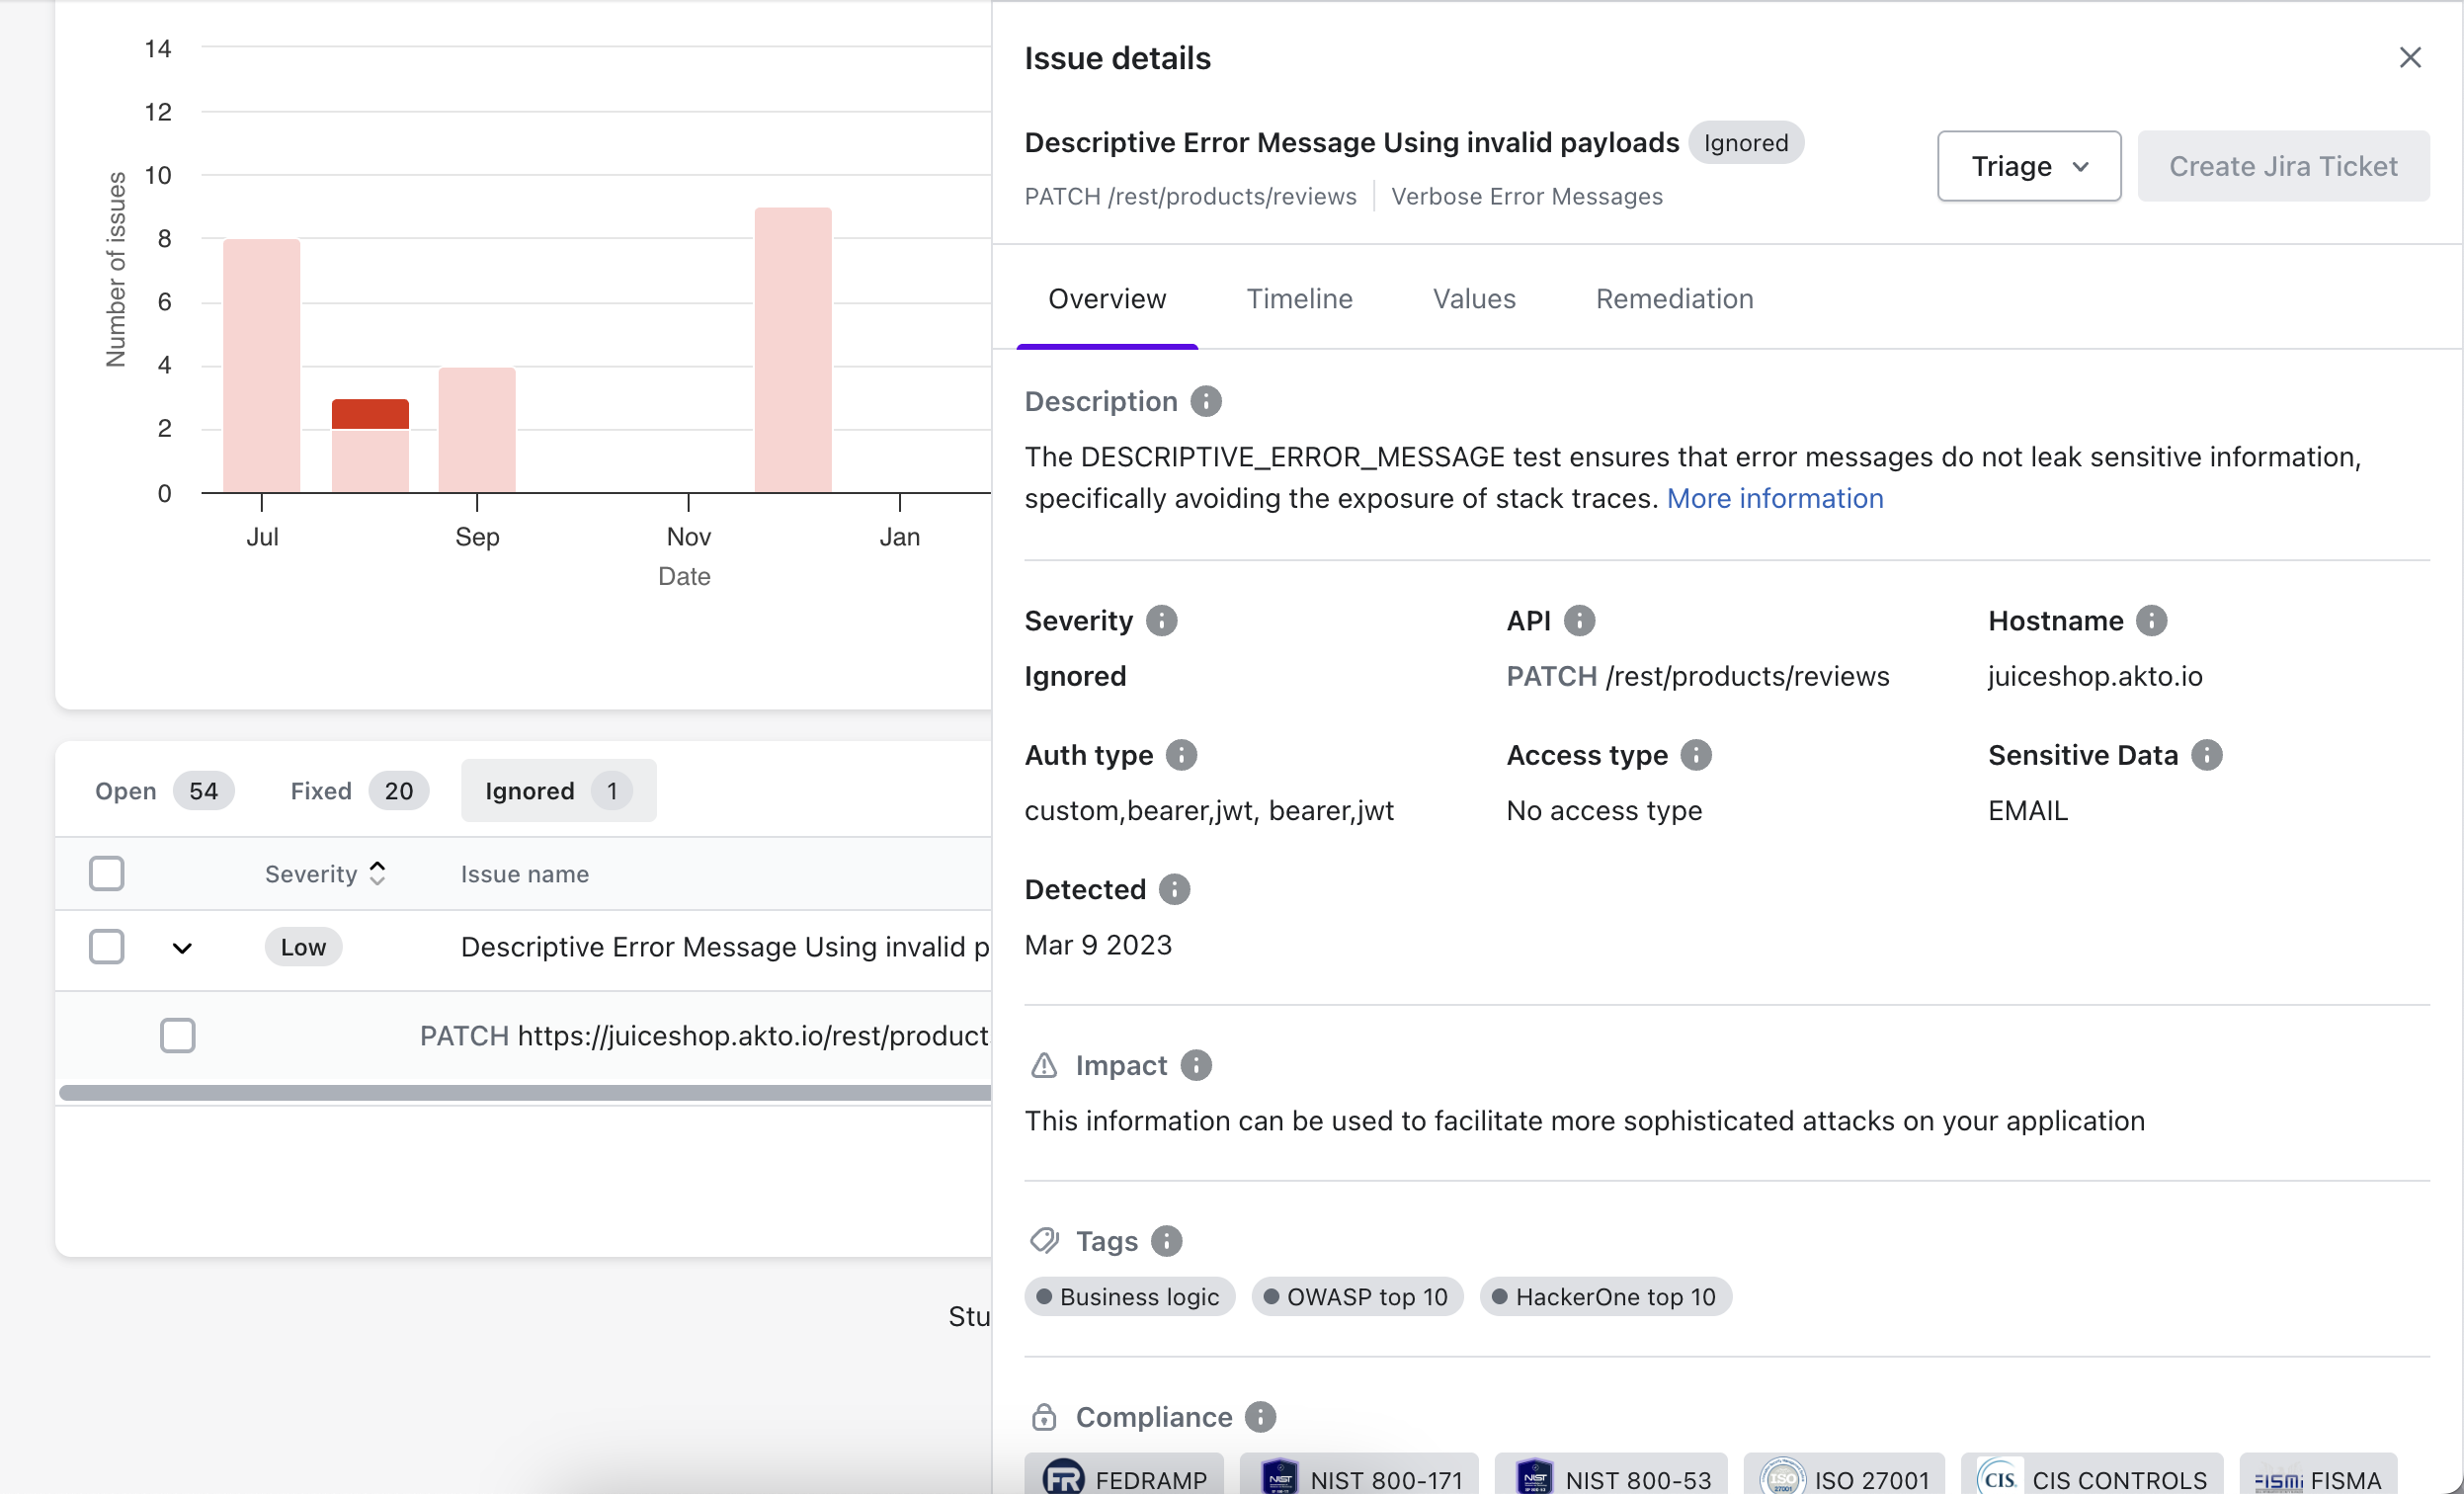 14
12
10
8
6
4
2
0
Number of issues
Jul
Sep
Nov
Jan
Date
Open 54
Fixed 20
Ignored 1
Severity
Issue name
Low
Descriptive Error Message Using invalid p
PATCH https://juiceshop.akto.io/rest/product
Stu
Issue details
Descriptive Error Message Using invalid payloads Ignored
PATCH /rest/products/reviews
Verbose Error Messages
Triage
Create Jira Ticket
Overview
Timeline
Values
Remediation
Description
The DESCRIPTIVE_ERROR_MESSAGE test ensures that error messages do not leak sensitive information,
specifically avoiding the exposure of stack traces. More information
Severity
Ignored
API
PATCH /rest/products/reviews
Hostname
juiceshop.akto.io
Auth type
custom,bearer,jwt, bearer,jwt
Access type
No access type
Sensitive Data
EMAIL
Detected
Mar 9 2023
Impact
This information can be used to facilitate more sophisticated attacks on your application
Tags
Business logic
OWASP top 10
HackerOne top 10
Compliance
FR FEDRAMP
NIST NIST 800-171
NIST NIST 800-53
ISO 27001 ISO 27001
CIS. CIS CONTROLS
FISMA FISMA